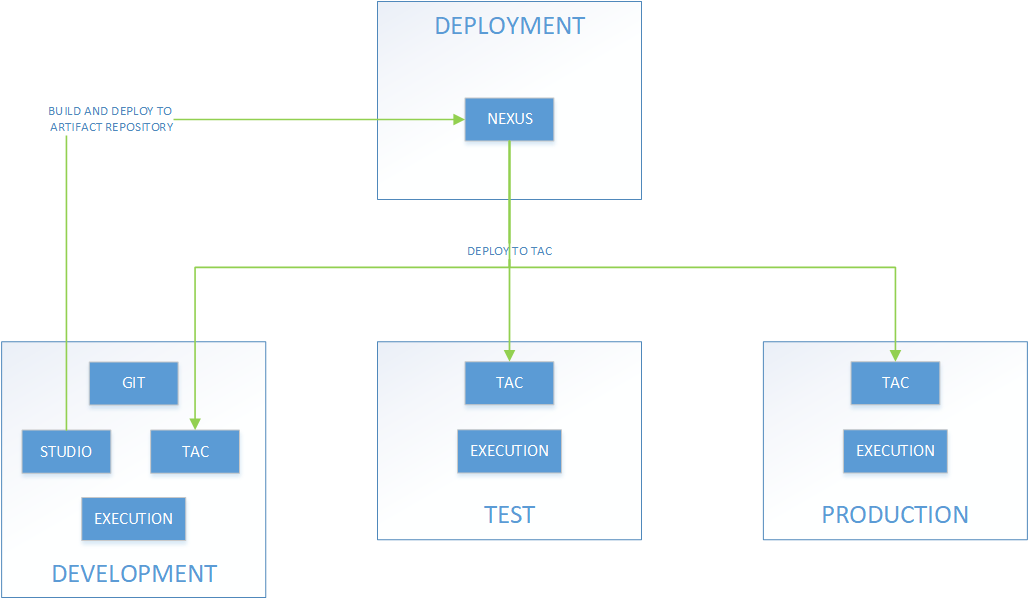 DEPLOYMENT
BUILD AND DEPLOY TO
ARTIFACT REPOSITORY
NEXUS
DEPLOY TO TAC
GIT
STUDIO
TAC
EXECUTION
DEVELOPMENT
TAC
EXECUTION
TEST
TAC
EXECUTION
PRODUCTION